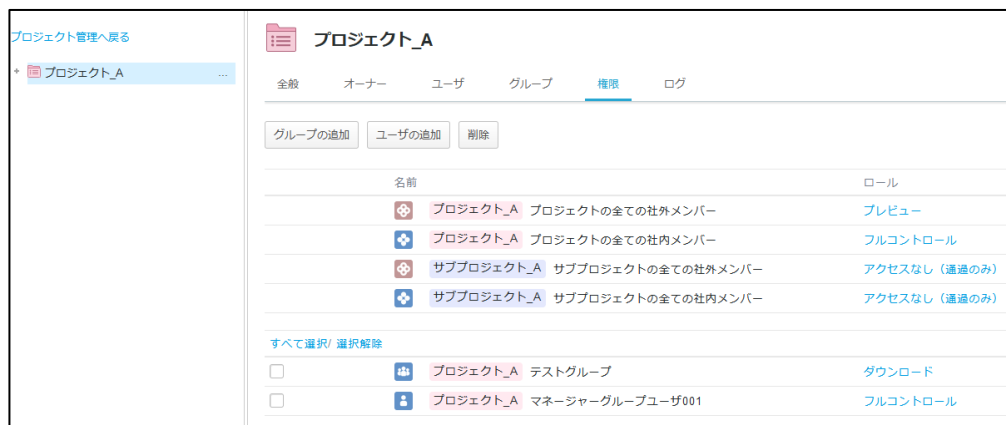 プロジェクト管理へ戻る
プロジェクト_A ...
プロジェクト_A
全般 オーナー ユーザ グループ 権限 ログ
グループの追加 ユーザの追加 削除
名前 ロール
プロジェクト_A プロジェクトの全ての社外メンバー プレビュー
プロジェクト_A プロジェクトの全ての社内メンバー フルコントロール
サブプロジェクト_A サブプロジェクトの全ての社外メンバー アクセスなし（通過のみ）
サブプロジェクト_A サブプロジェクトの全ての社内メンバー アクセスなし（通過のみ）
すべて選択/ 選択解除
プロジェクト_A テストグループ ダウンロード
プロジェクト_A マネージャーグループユーザ001 フルコントロール